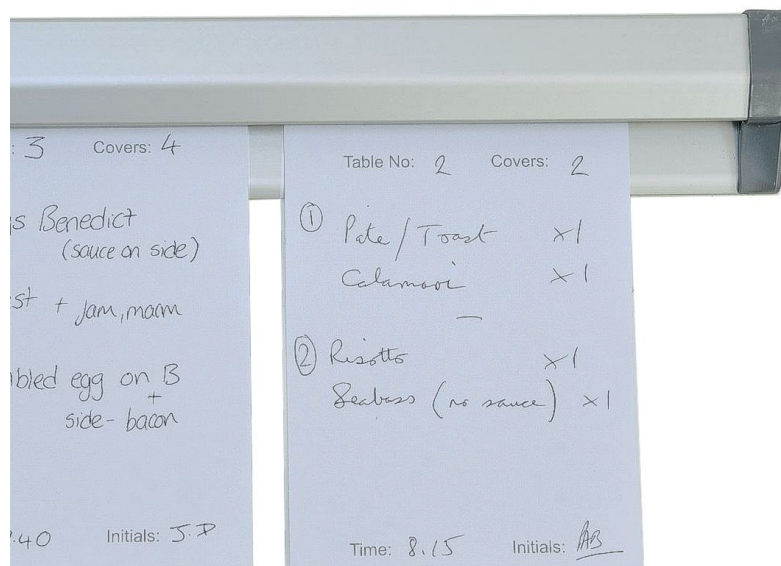 : 3 Covers: 4
s Benedict
(sauce on side)
st + jam, marm
bled egg on B
+
side - bacon
.40 Initials: J.D
Table No: 2 Covers: 2
① Pate / Toast x1
Calamari x1
—
② Risotto x1
Seabass (no sauce) x1
Time: 8.15 Initials: AB